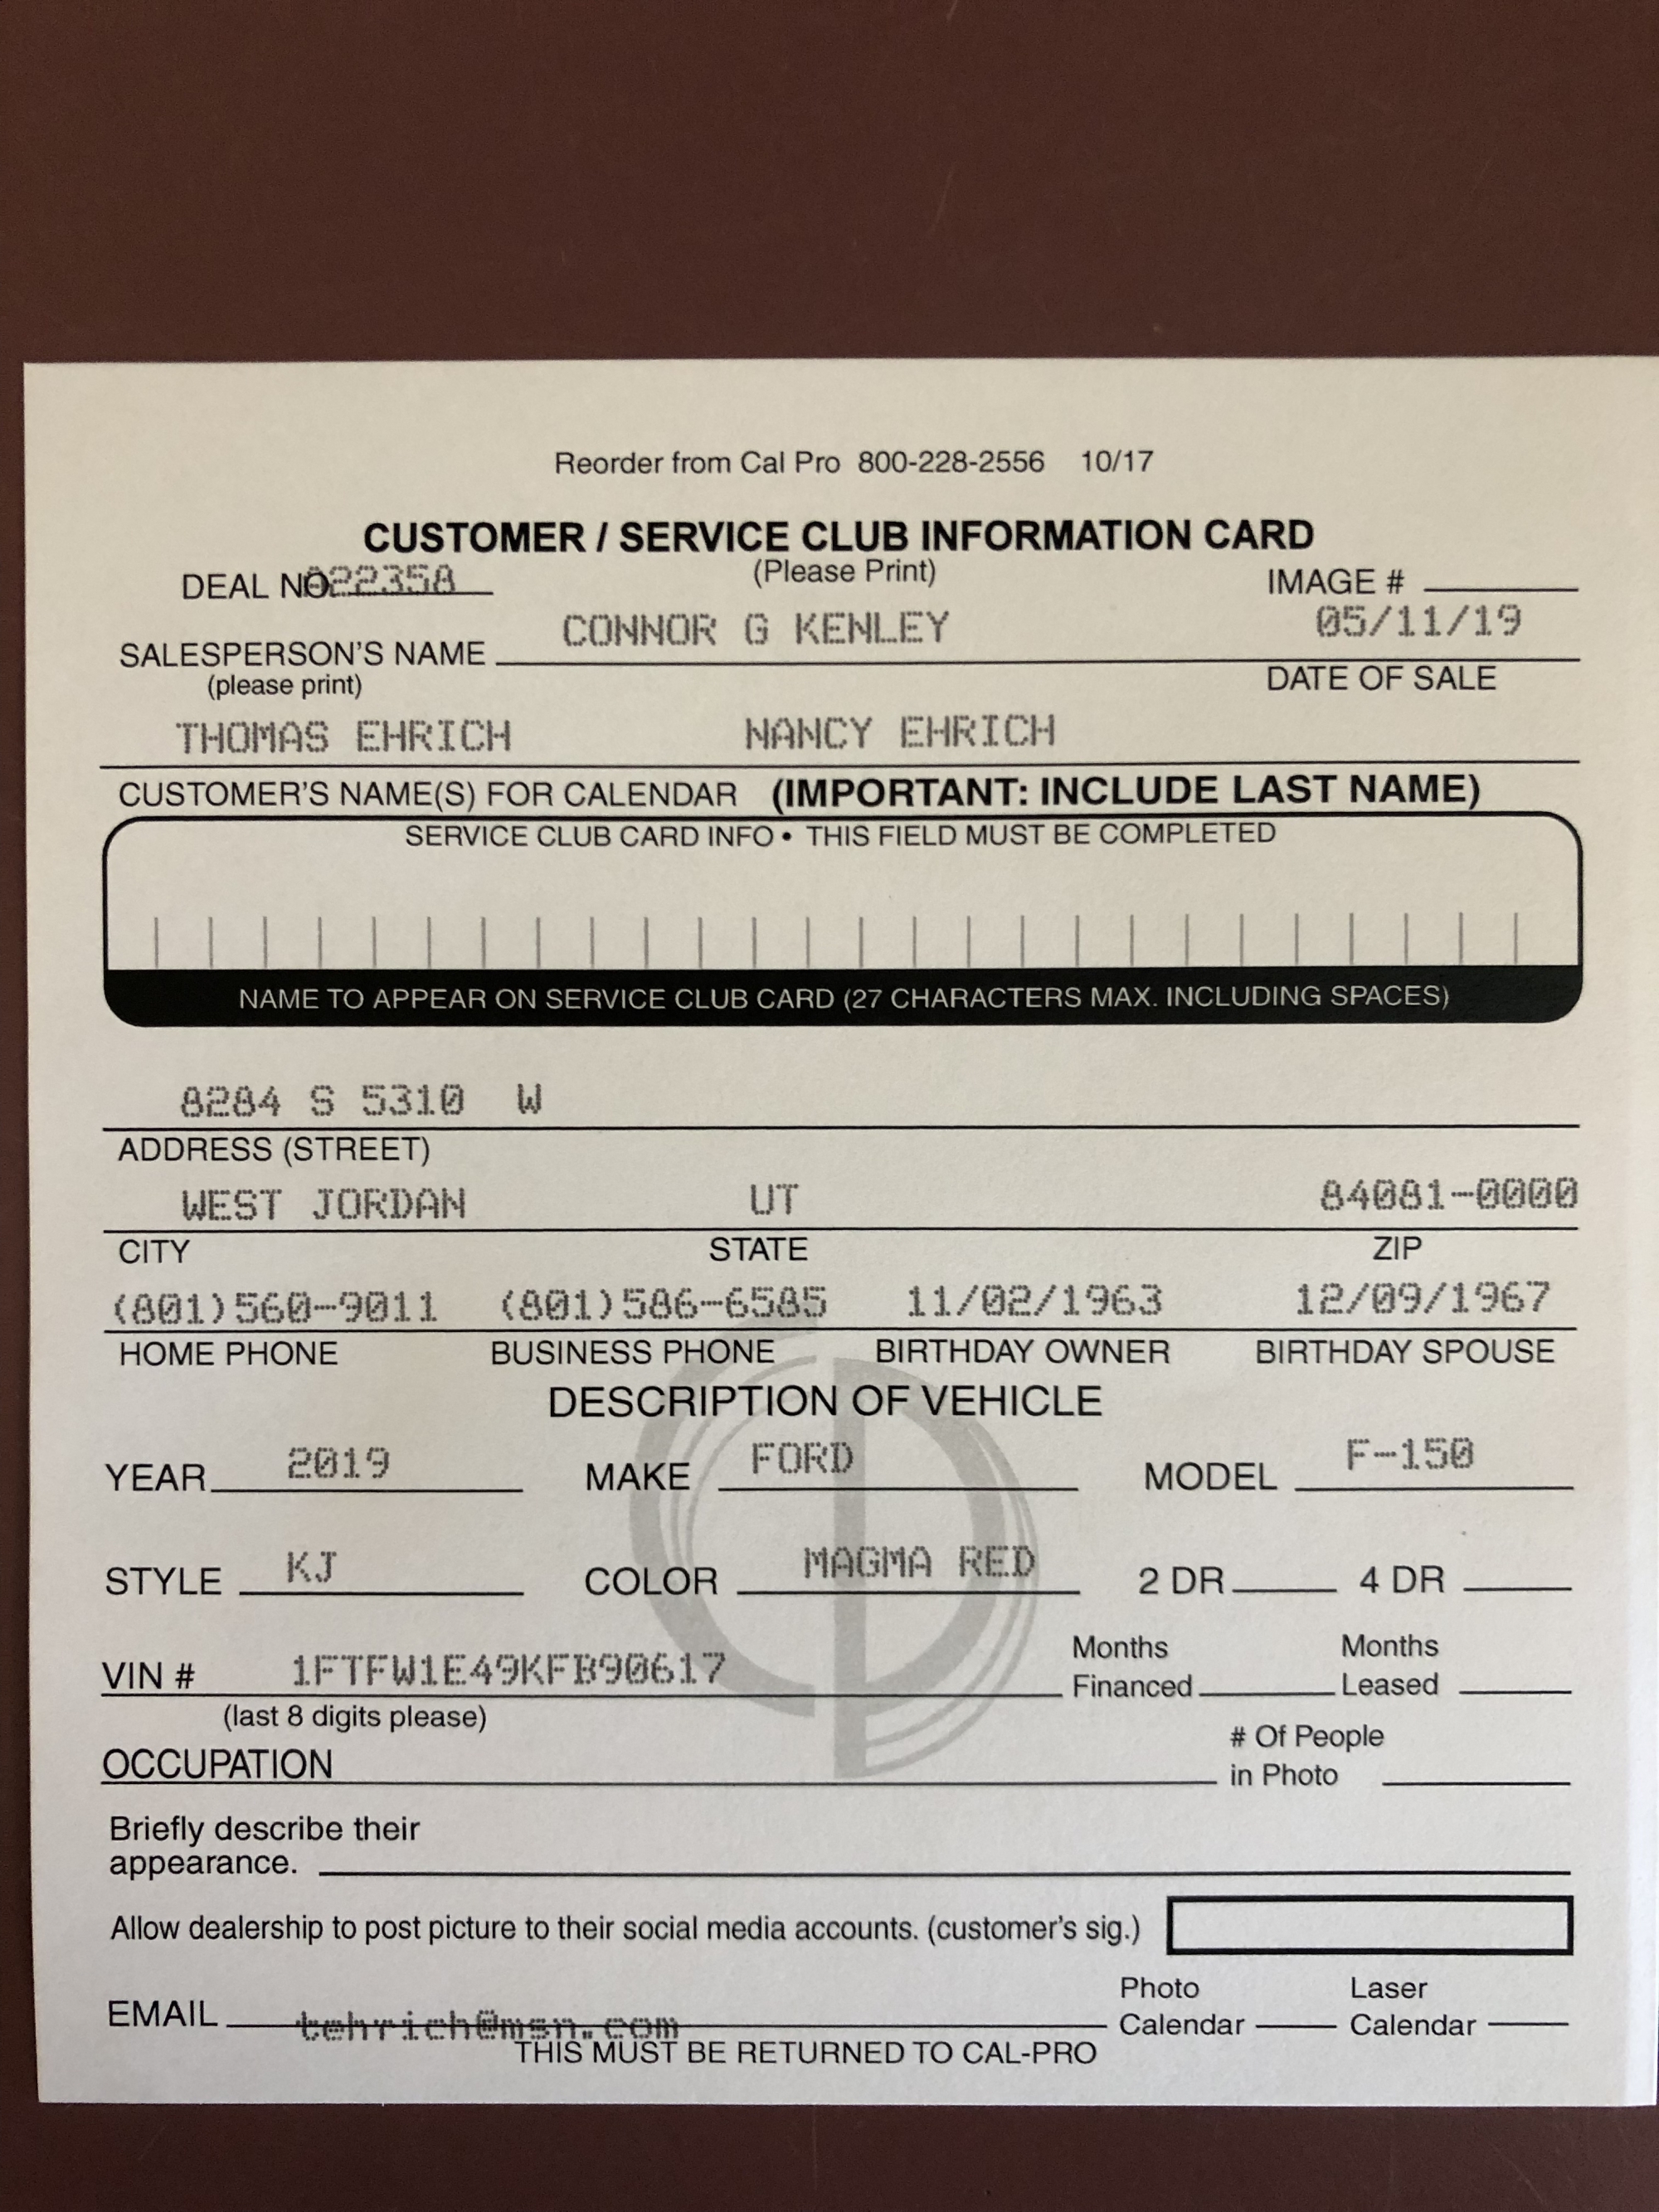 Reorder from Cal Pro 800-228-2556 10/17
CUSTOMER / SERVICE CLUB INFORMATION CARD
DEAL NO. A22358 (Please Print) IMAGE #
CONNOR G KENLEY 05/11/19
SALESPERSON'S NAME
(please print) DATE OF SALE
THOMAS EHRICH NANCY EHRICH
CUSTOMER'S NAME(S) FOR CALENDAR (IMPORTANT: INCLUDE LAST NAME)
SERVICE CLUB CARD INFO • THIS FIELD MUST BE COMPLETED
NAME TO APPEAR ON SERVICE CLUB CARD (27 CHARACTERS MAX. INCLUDING SPACES)
8284 S 5310 W
ADDRESS (STREET)
WEST JORDAN UT 84081-0000
CITY STATE ZIP
(801)560-9011 (801)586-6585 11/02/1963 12/09/1967
HOME PHONE BUSINESS PHONE BIRTHDAY OWNER BIRTHDAY SPOUSE
DESCRIPTION OF VEHICLE
YEAR 2019 MAKE FORD MODEL F-150
STYLE KJ COLOR MAGMA RED 2 DR 4 DR
VIN # 1FTFW1E49KFB90617 Months Financed Months Leased
(last 8 digits please)
OCCUPATION # Of People in Photo
Briefly describe their
appearance.
Allow dealership to post picture to their social media accounts. (customer's sig.)
EMAIL tehrich@msn.com Photo Calendar Laser Calendar
THIS MUST BE RETURNED TO CAL-PRO